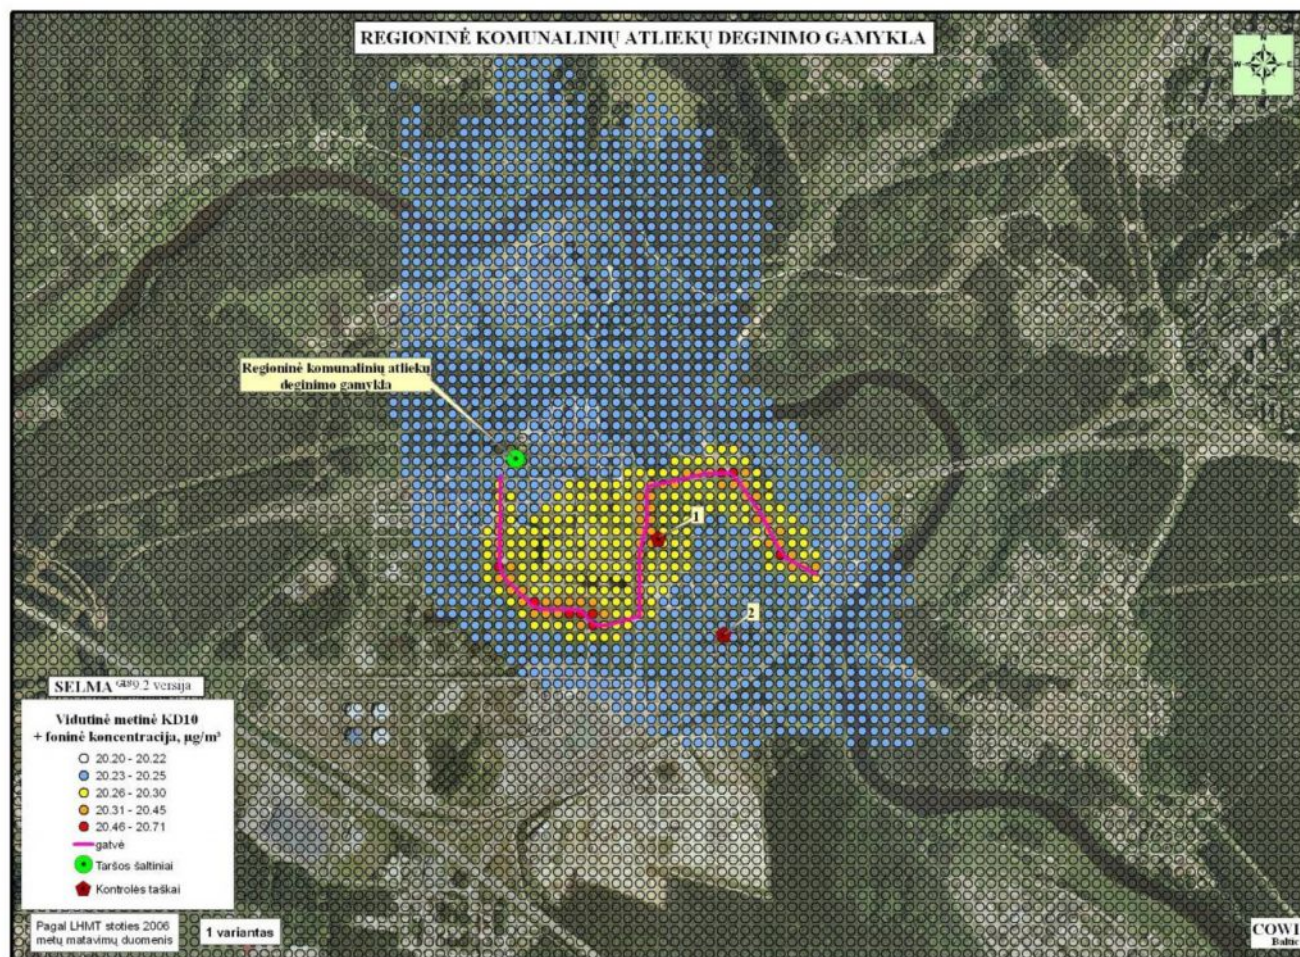 REGIONINĖ KOMUNALINIŲ ATLIEKŲ DEGINIMO GAMYKLA
N
W E
S
Regioninė komunalinių atliekų
deginimo gamykla
1
2
SELMA GIS 9.2 versija
Vidutinė metinė KD10
+ foninė koncentracija, µg/m³
20.20 - 20.22
20.23 - 20.25
20.26 - 20.30
20.31 - 20.45
20.46 - 20.71
gatvė
Taršos šaltiniai
Kontrolės taškai
Pagal LHMT stoties 2006
metų matavimų duomenis
1 variantas
COWI
Baltic